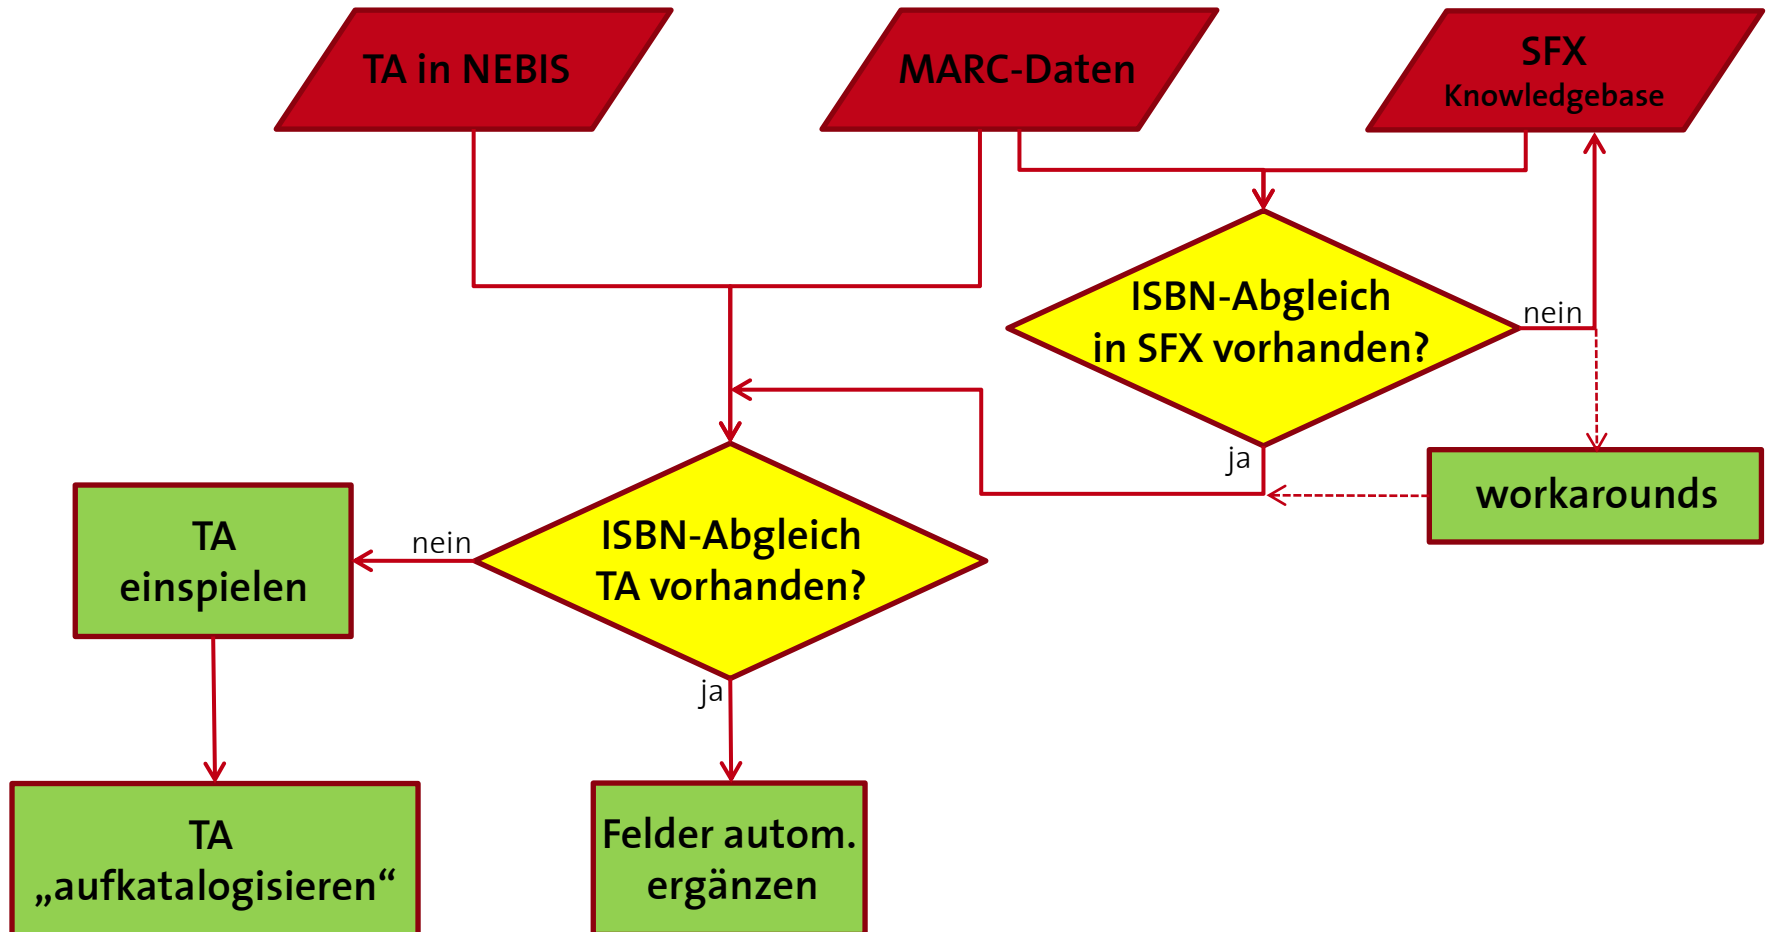 TA in NEBIS
MARC-Daten
SFX
Knowledgebase
ISBN-Abgleich
in SFX vorhanden?
nein
ja
workarounds
ISBN-Abgleich
TA vorhanden?
nein
TA
einspielen
ja
TA
„aufkatalogisieren“
Felder autom.
ergänzen